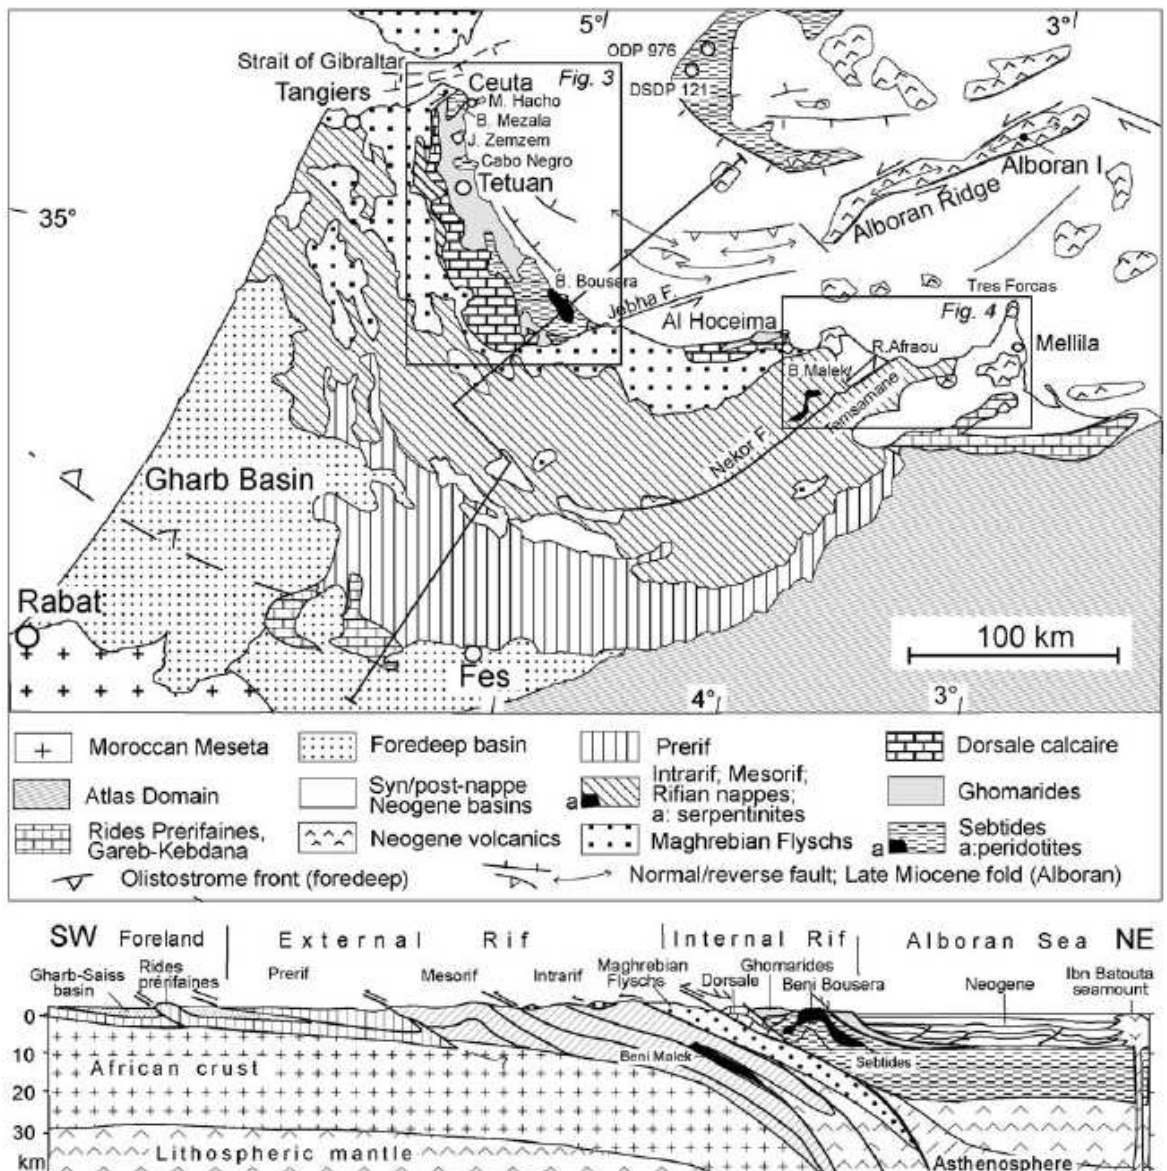 5°
3°
ODP 976
Strait of Gibraltar
Fig. 3
Tangiers
Ceuta
DSDP 121
M. Hacho
B. Mezala
J. Zemzem
Cabo Negro
Tetuan
Alboran I.
Alboran Ridge
35°
B. Bousera
Jebha F.
Tres Forcas
Al Hoceima
Fig. 4
R.Afraou
Mellila
B.Malek
Temsamane
Nekor F.
Gharb Basin
Rabat
100 km
Fes
4°
3°
Moroccan Meseta
Foredeep basin
Prerif
Dorsale calcaire
Atlas Domain
Syn/post-nappe
Neogene basins
a
Intrarif; Mesorif;
Rifian nappes;
a: serpentinites
Ghomarides
Rides Prerifaines,
Gareb-Kebdana
Neogene volcanics
Maghrebian Flyschs
a
Sebtides
a:peridotites
Olistostrome front (foredeep)
Normal/reverse fault; Late Miocene fold (Alboran)
SW Foreland External Rif Internal Rif Alboran Sea NE
Gharb-Saiss
basin
Rides
prérifaines
Prerif
Mesorif
Intrarif
Maghrebian
Flyschs
Dorsale
Ghomarides
Beni Bousera
Neogene
Ibn Batouta
seamount
0
10
20
30
km
African crust
?
Beni Malek
Sebtides
Lithospheric mantle
Asthenosphere